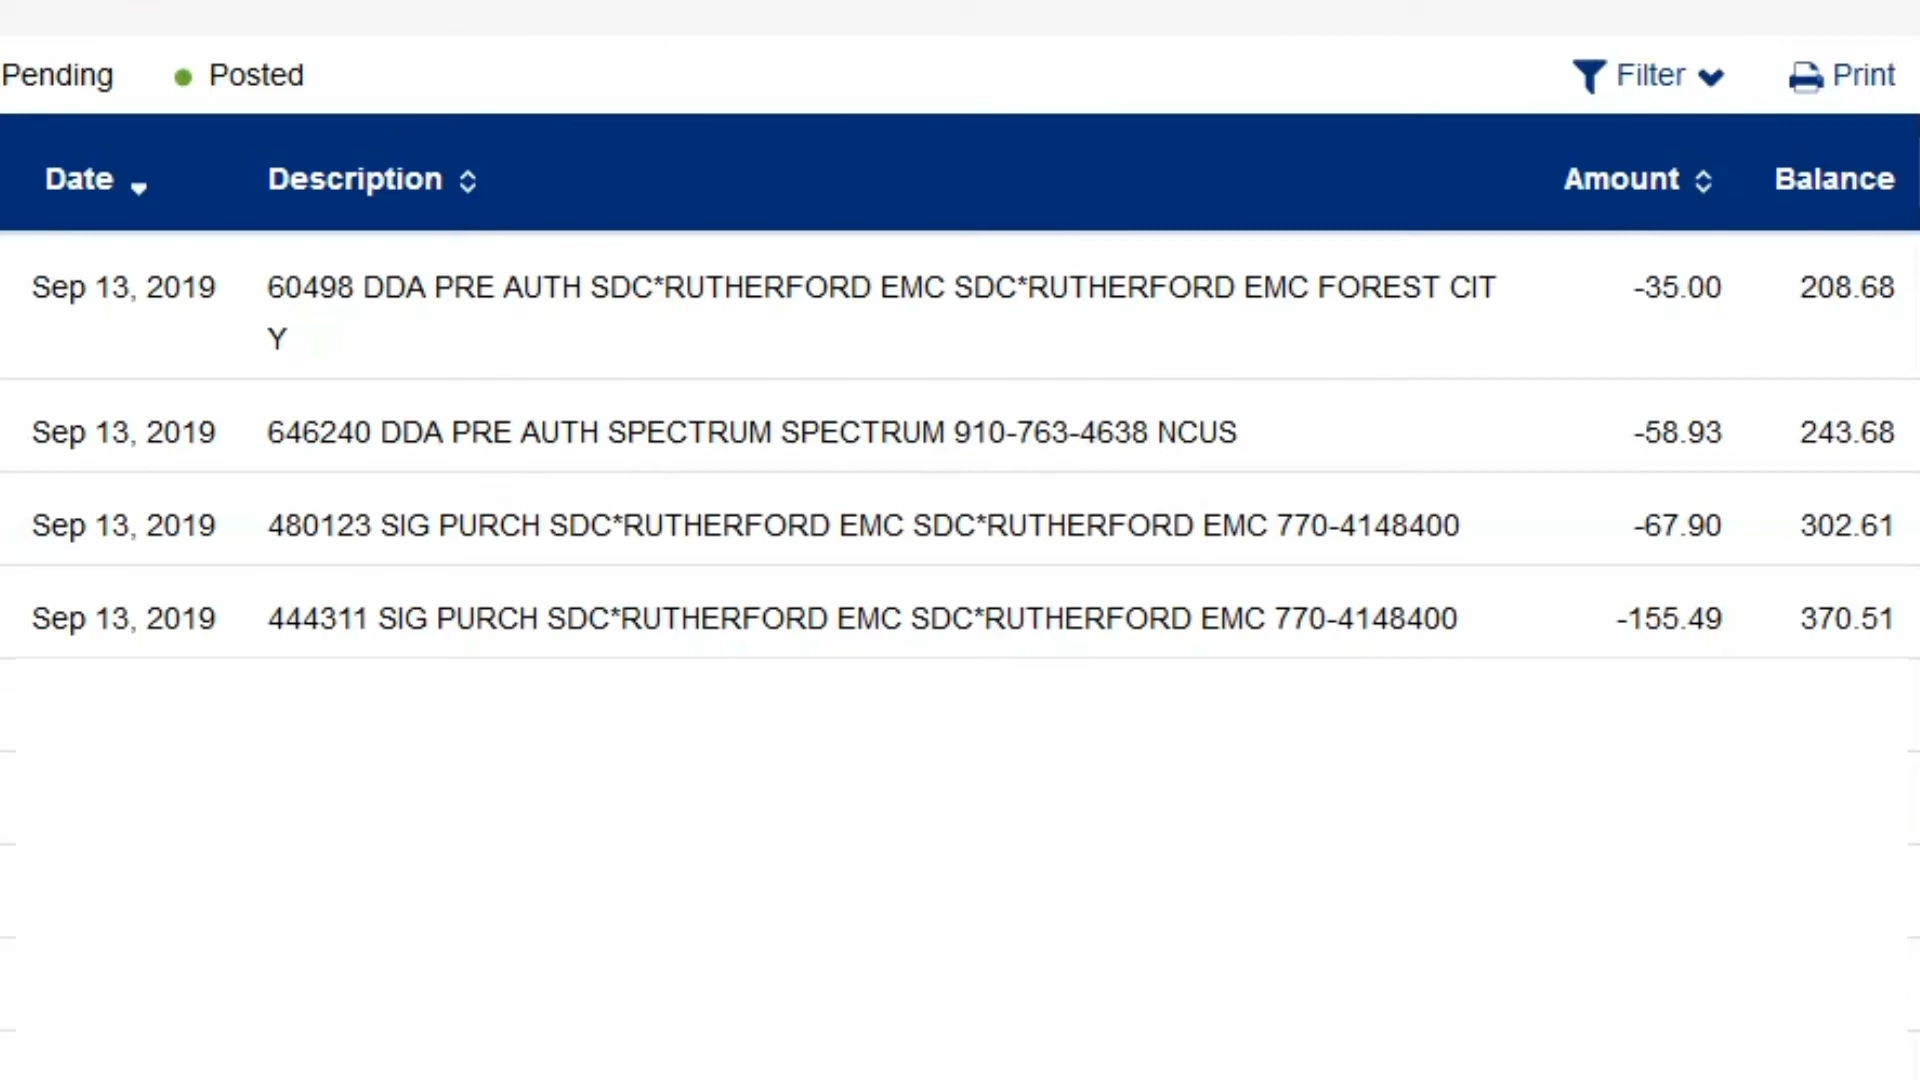 Pending Posted Filter Print
Date Description Amount Balance
Sep 13, 2019 60498 DDA PRE AUTH SDC*RUTHERFORD EMC SDC*RUTHERFORD EMC FOREST CIT -35.00 208.68
Y
Sep 13, 2019 646240 DDA PRE AUTH SPECTRUM SPECTRUM 910-763-4638 NCUS -58.93 243.68
Sep 13, 2019 480123 SIG PURCH SDC*RUTHERFORD EMC SDC*RUTHERFORD EMC 770-4148400 -67.90 302.61
Sep 13, 2019 444311 SIG PURCH SDC*RUTHERFORD EMC SDC*RUTHERFORD EMC 770-4148400 -155.49 370.51